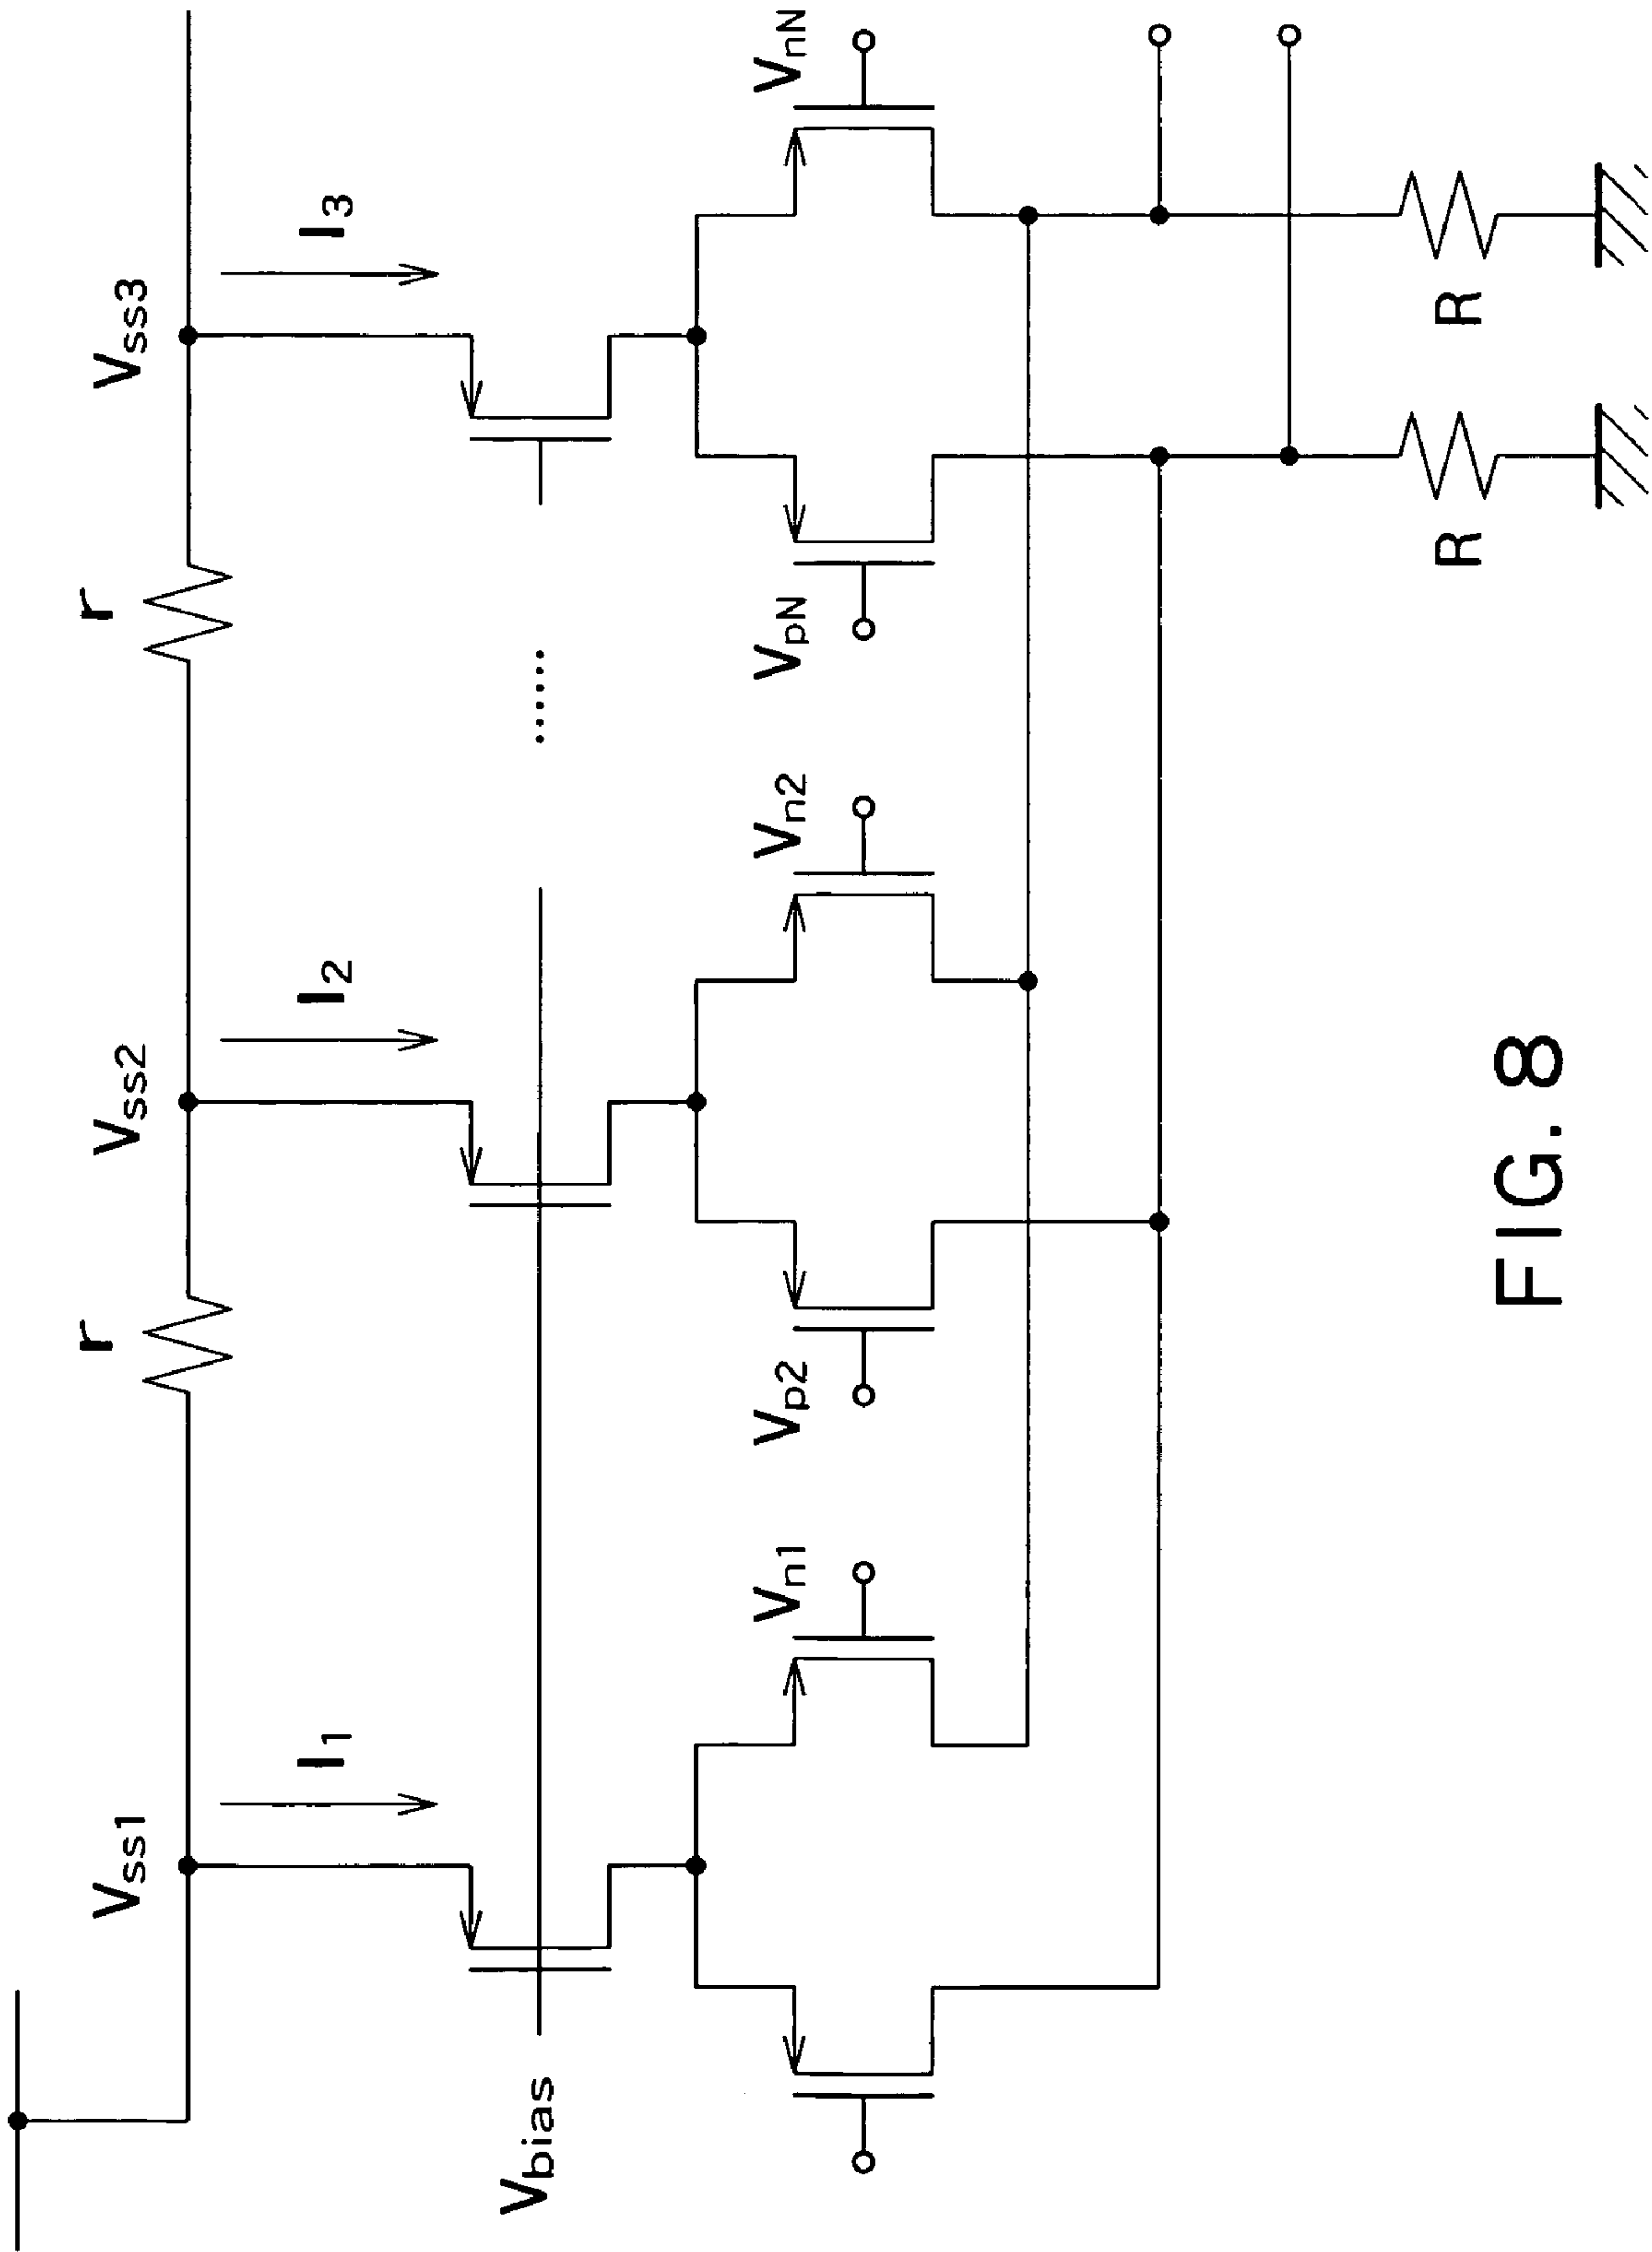 Vss1
r
Vss2
r
Vss3
I1
I2
I3
Vbias
......
Vn1
Vp2
Vn2
VpN
VnN
R
R
FIG. 8